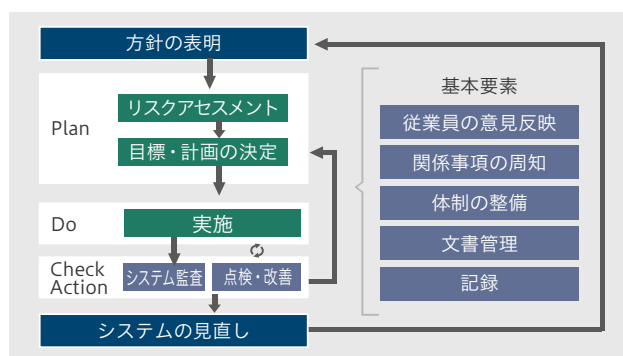 方針の表明
Plan
リスクアセスメント
目標・計画の決定
Do
実施
Check
Action
システム監査
点検・改善
システムの見直し
基本要素
従業員の意見反映
関係事項の周知
体制の整備
文書管理
記録